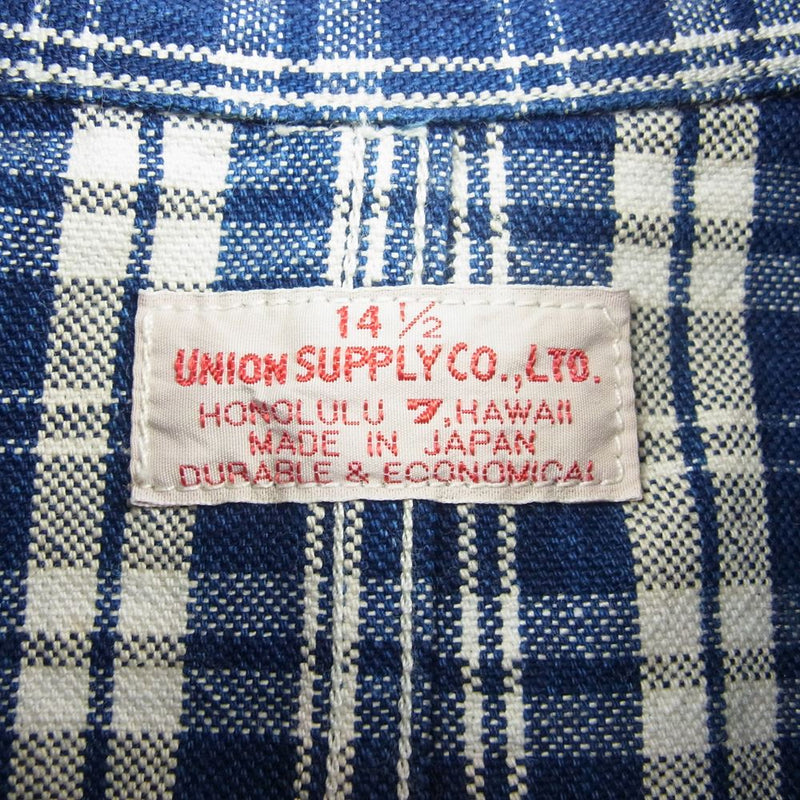 14 ½
UNION SUPPLY CO., LTD.
HONOLULU 7, HAWAII
MADE IN JAPAN
DURABLE & ECONOMICAL